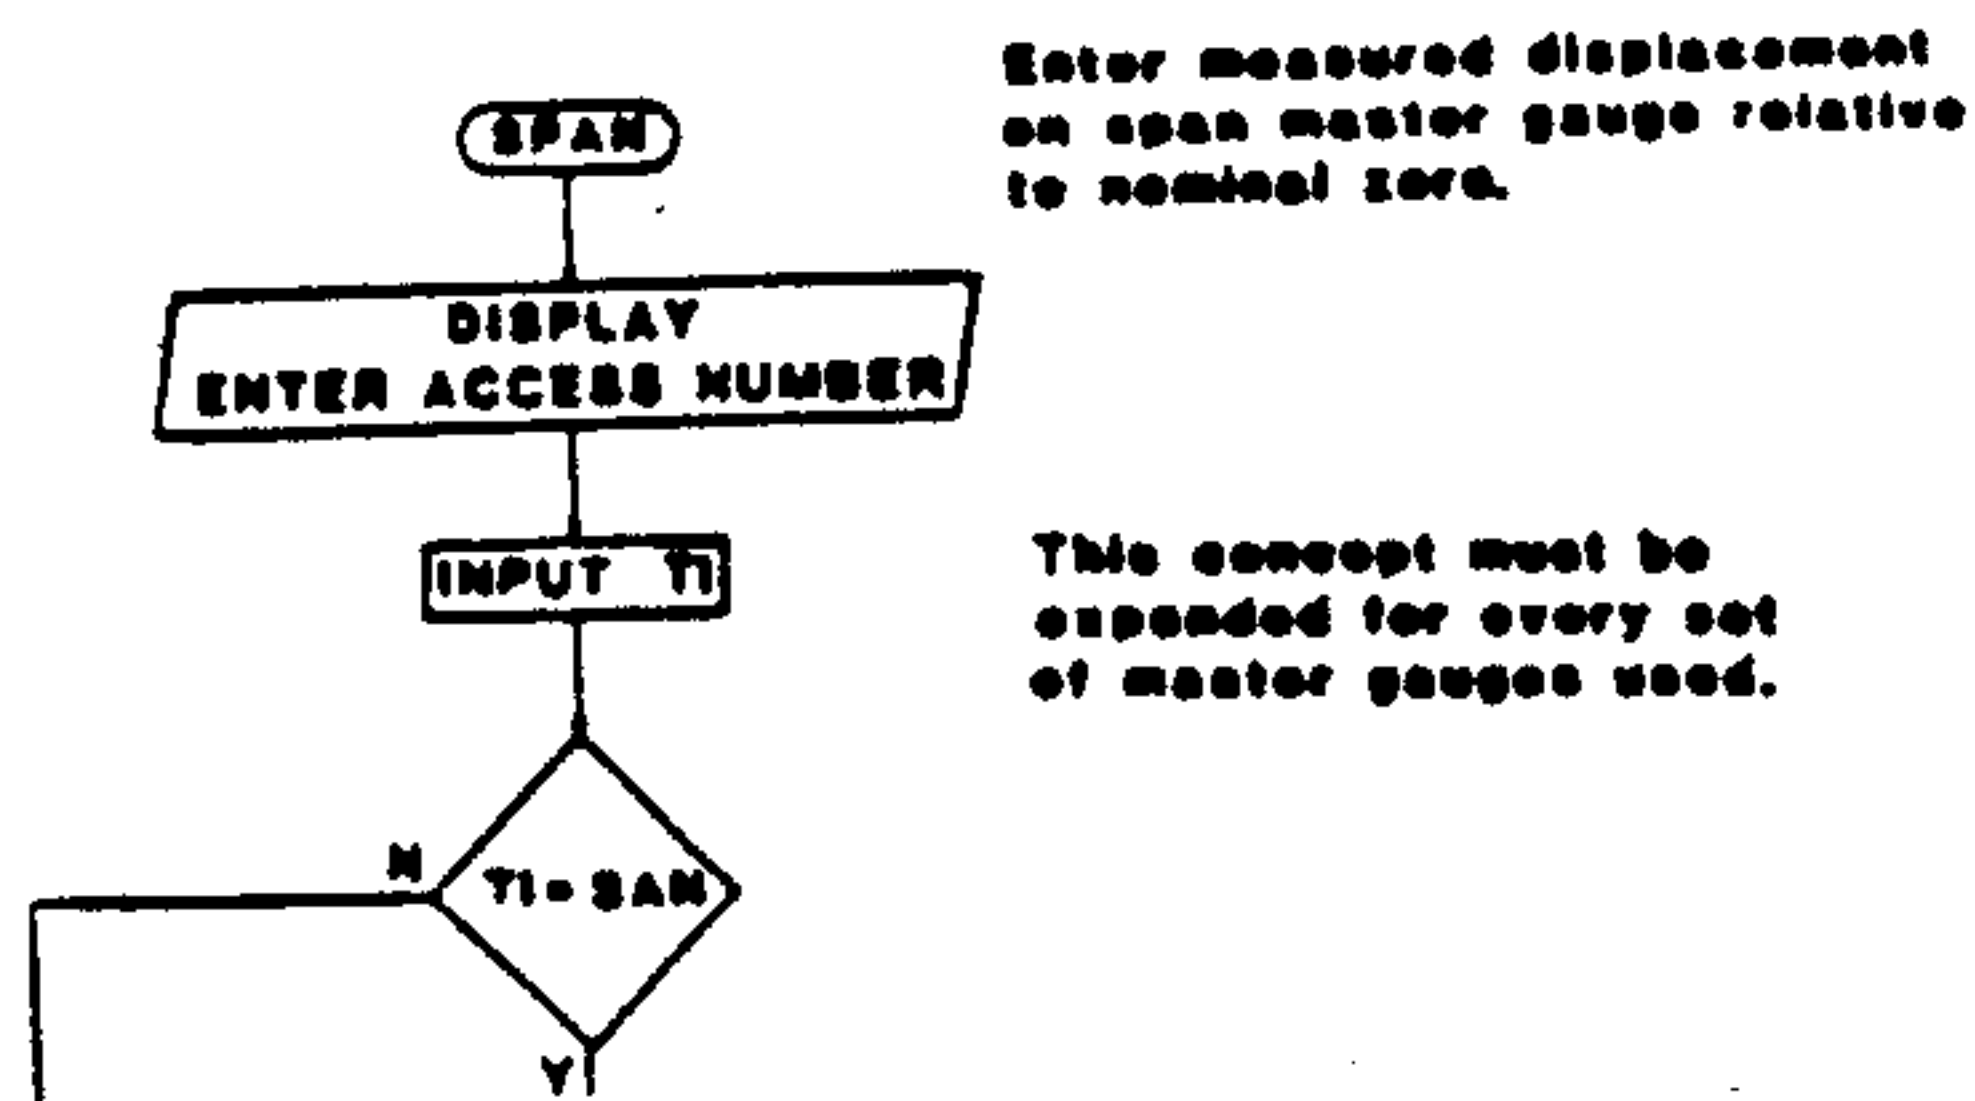 SPAN
Enter measured displacement
on span master gauge relative
to nominal zero.
DISPLAY
ENTER ACCESS NUMBER
INPUT T1
This concept must be
expanded for every set
of master gauges used.
N
T1 = SAN
Y